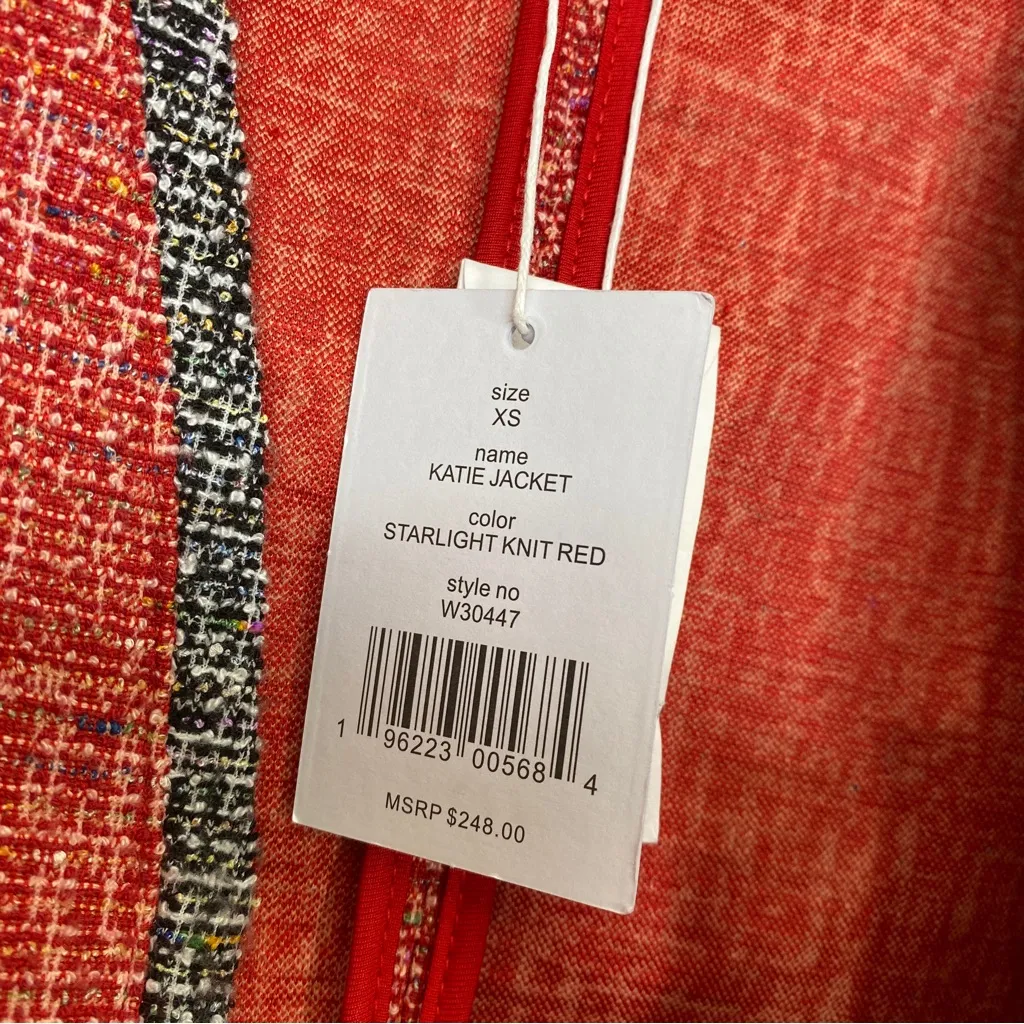 size
XS
name
KATIE JACKET
color
STARLIGHT KNIT RED
style no
W30447
1 96223 00568 4
MSRP $248.00